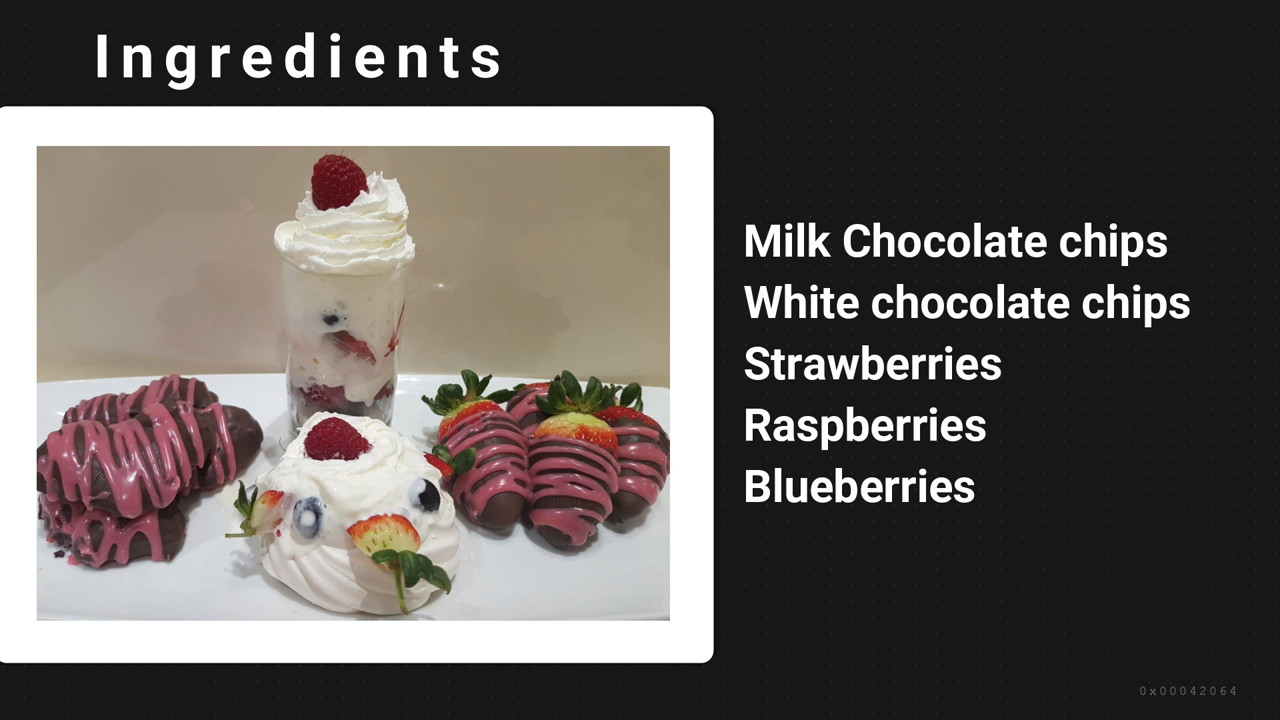 Ingredients
Milk Chocolate chips
White chocolate chips
Strawberries
Raspberries
Blueberries
0x00042064